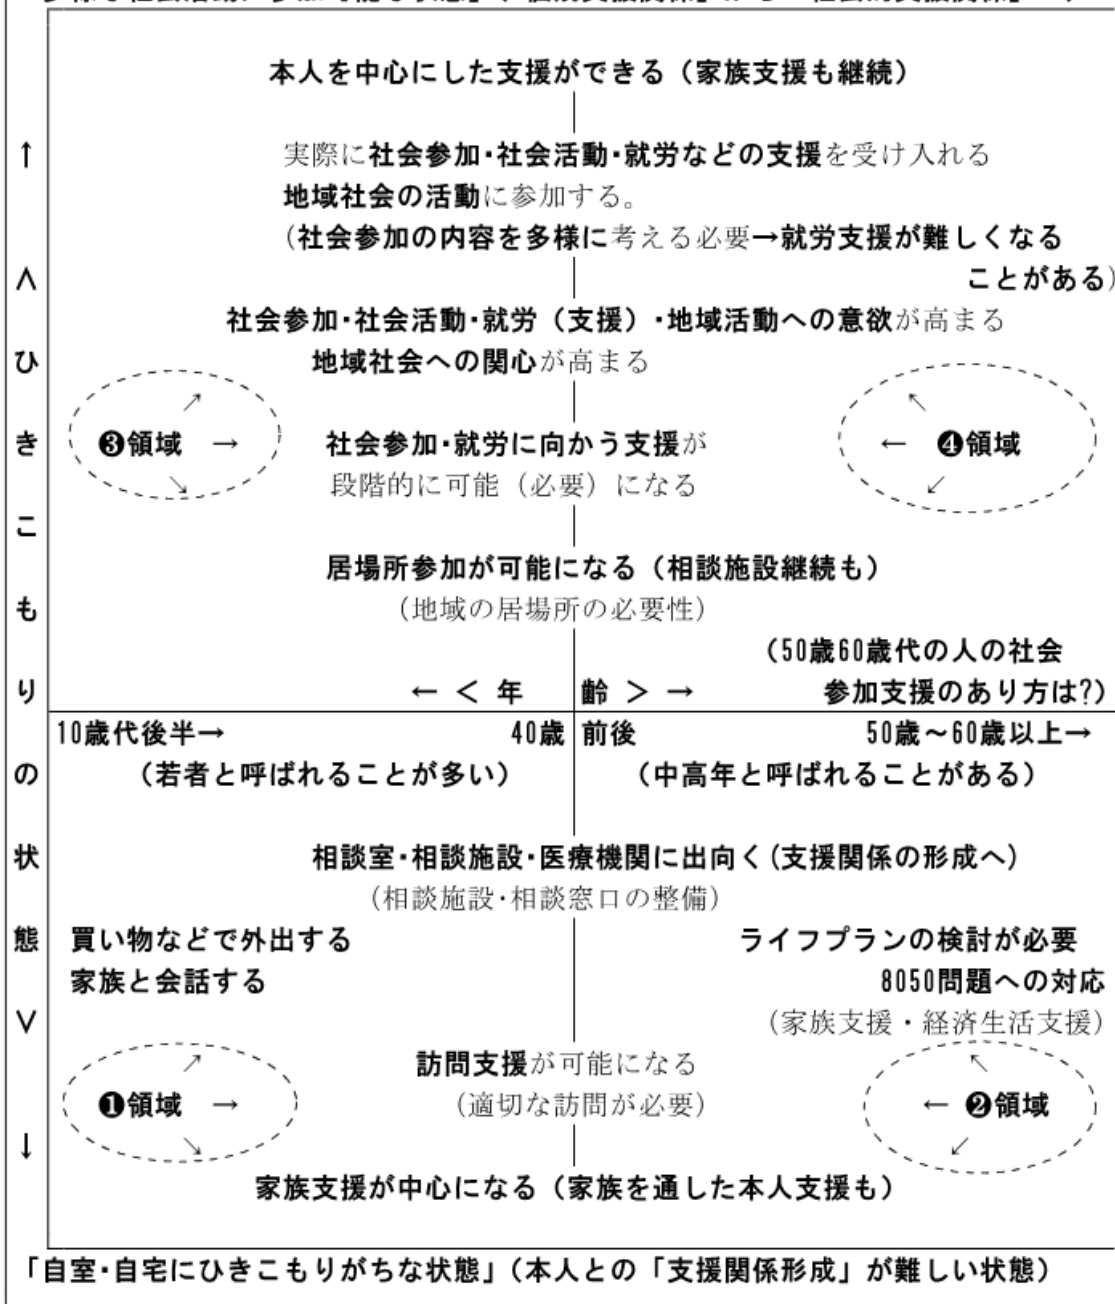 本人を中心にした支援ができる（家族支援も継続）
実際に社会参加・社会活動・就労などの支援を受け入れる
地域社会の活動に参加する。
（社会参加の内容を多様に考える必要→就労支援が難しくなる
ことがある）
社会参加・社会活動・就労（支援）・地域活動への意欲が高まる
地域社会への関心が高まる
↑
＜ひきこもりの状態＞
↓
❸領域 →
↗
↘
社会参加・就労に向かう支援が
段階的に可能（必要）になる
↖
← ❹領域
↙
居場所参加が可能になる（相談施設継続も）
（地域の居場所の必要性）
（50歳60歳代の人の社会
参加支援のあり方は?）
← ＜ 年 齢 ＞ →
10歳代後半→ 40歳 前後 50歳～60歳以上→
（若者と呼ばれることが多い） （中高年と呼ばれることがある）
相談室・相談施設・医療機関に出向く（支援関係の形成へ）
（相談施設・相談窓口の整備）
買い物などで外出する
家族と会話する
ライフプランの検討が必要
8050問題への対応
（家族支援・経済生活支援）
↗
❶領域 →
↘
訪問支援が可能になる
（適切な訪問が必要）
↖
← ❷領域
↙
家族支援が中心になる（家族を通した本人支援も）
「自室・自宅にひきこもりがちな状態」（本人との「支援関係形成」が難しい状態）